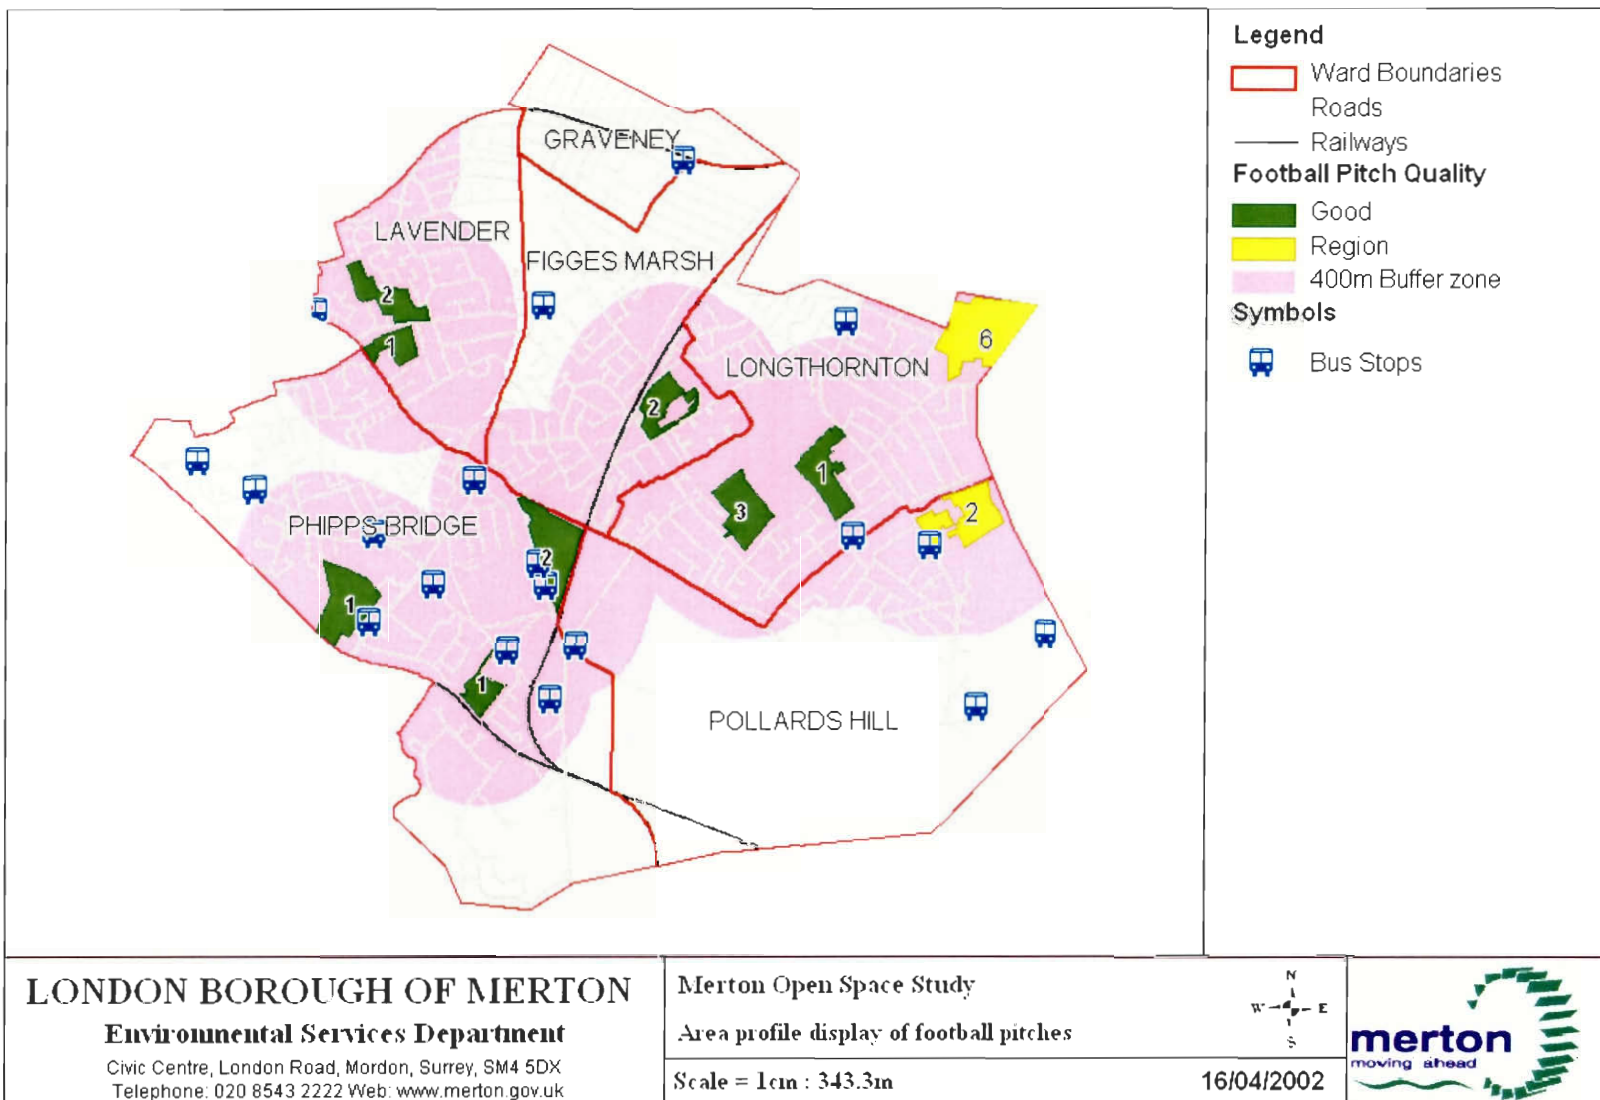 Legend
Ward Boundaries
Roads
Railways
Football Pitch Quality
Good
Region
400m Buffer zone
Symbols
Bus Stops
GRAVENEY
LAVENDER
FIGGES MARSH
2
6
1
LONGTHORNTON
2
1
3
2
PHIPPS BRIDGE
2
1
1
POLLARDS HILL
LONDON BOROUGH OF MERTON
Environmental Services Department
Civic Centre, London Road, Mordon, Surrey, SM4 5DX
Telephone: 020 8543 2222 Web: www.merton.gov.uk
Merton Open Space Study
Area profile display of football pitches
Scale = 1cm : 343.3m
16/04/2002
N
W E
S
merton
moving ahead